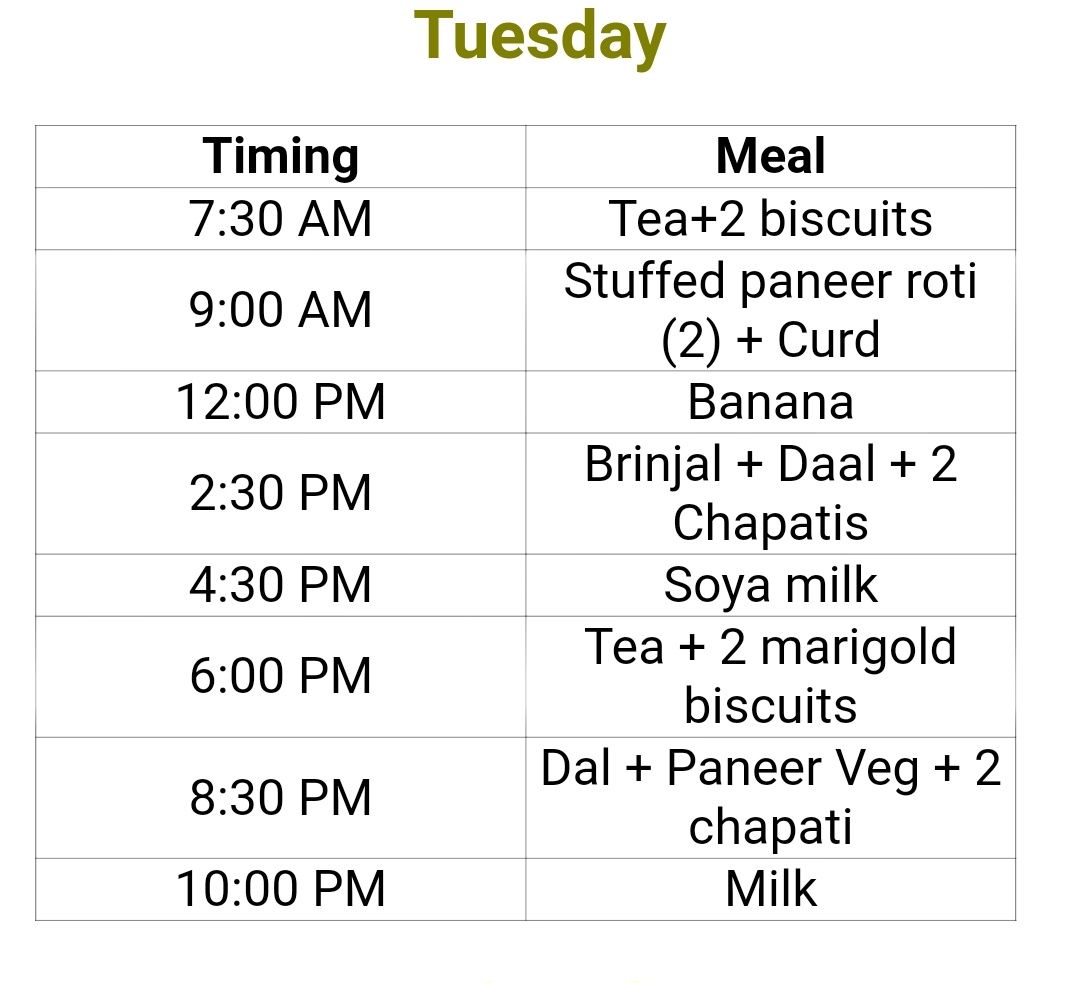 Tuesday
Timing Meal
7:30 AM Tea+2 biscuits
9:00 AM Stuffed paneer roti
(2) + Curd
12:00 PM Banana
2:30 PM Brinjal + Daal + 2
Chapatis
4:30 PM Soya milk
6:00 PM Tea + 2 marigold
biscuits
8:30 PM Dal + Paneer Veg + 2
chapati
10:00 PM Milk